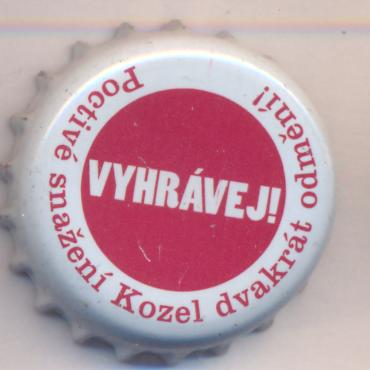 VYHRÁVEJ!
Poctivé snažení Kozel dvakrát odmění!